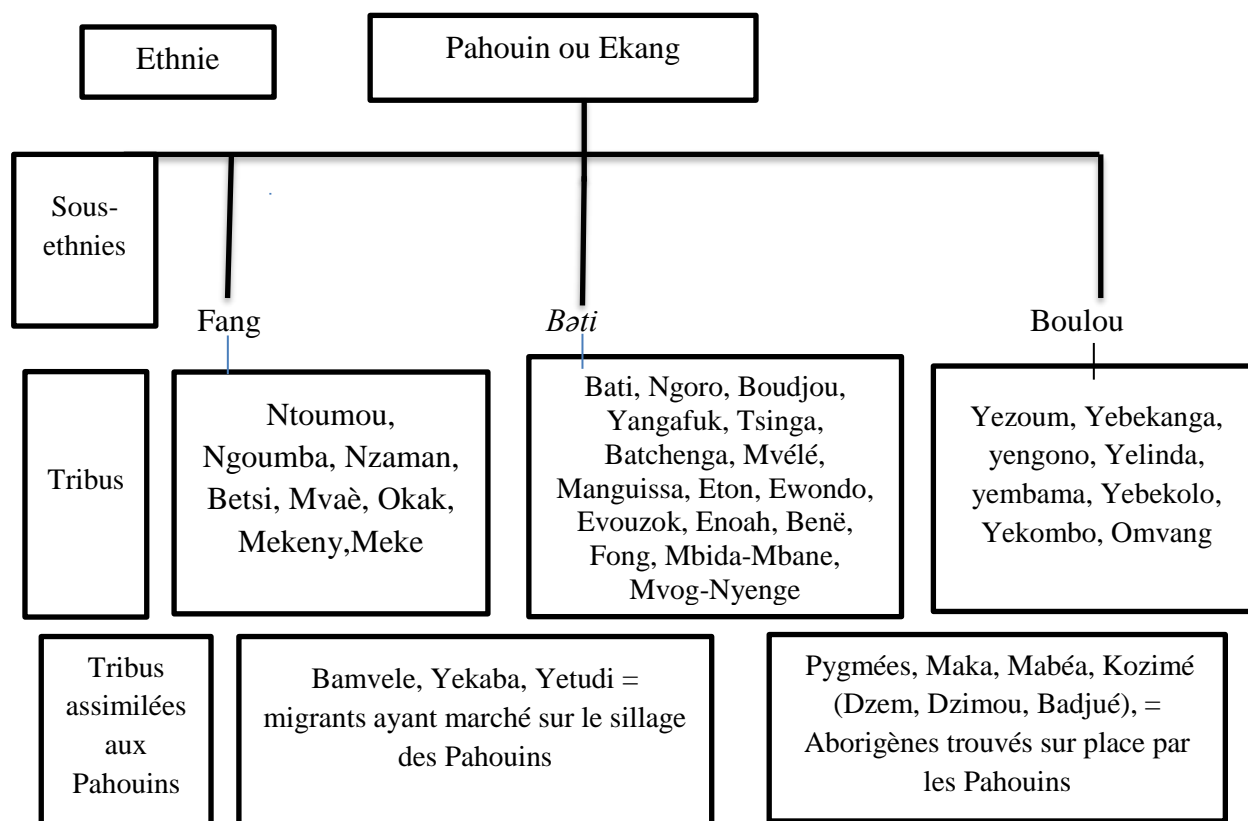 Ethnie
Pahouin ou Ekang
Sous-
ethnies
Fang
Bəti
Boulou
Tribus
Ntoumou,
Ngoumba, Nzaman,
Betsi, Mvaè, Okak,
Mekeny,Meke
Bati, Ngoro, Boudjou,
Yangafuk, Tsinga,
Batchenga, Mvélé,
Manguissa, Eton, Ewondo,
Evouzok, Enoah, Benë,
Fong, Mbida-Mbane,
Mvog-Nyenge
Yezoum, Yebekanga,
yengono, Yelinda,
yembama, Yebekolo,
Yekombo, Omvang
Tribus
assimilées
aux
Pahouins
Bamvele, Yekaba, Yetudi =
migrants ayant marché sur le sillage
des Pahouins
Pygmées, Maka, Mabéa, Kozimé
(Dzem, Dzimou, Badjué), =
Aborigènes trouvés sur place par
les Pahouins